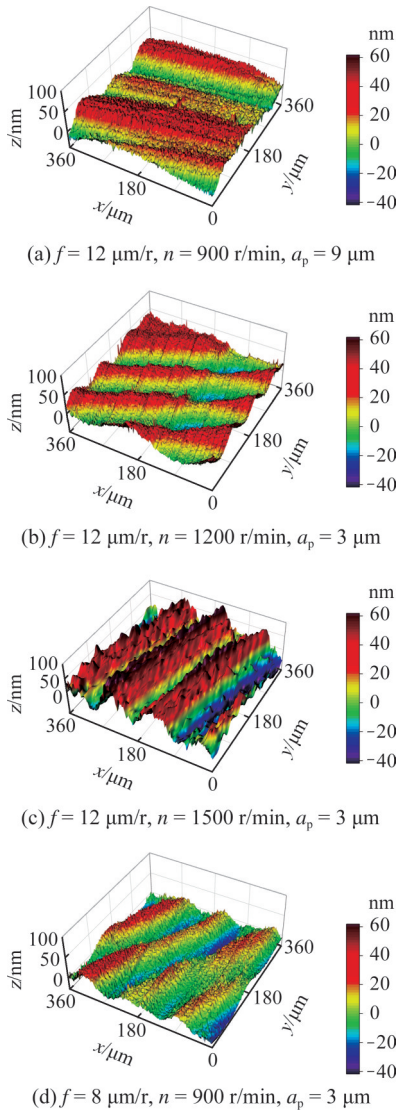 nm
60
40
20
0
−20
−40
z/nm
100
50
0
360
180
0
x/μm
360
180
y/μm
(a) f = 12 μm/r, n = 900 r/min, aₚ = 9 μm
nm
60
40
20
0
−20
−40
z/nm
100
50
0
360
180
0
x/μm
360
180
y/μm
(b) f = 12 μm/r, n = 1200 r/min, aₚ = 3 μm
nm
60
40
20
0
−20
−40
z/nm
100
50
0
360
180
0
x/μm
360
180
y/μm
(c) f = 12 μm/r, n = 1500 r/min, aₚ = 3 μm
nm
60
40
20
0
−20
−40
z/nm
100
50
0
360
180
0
x/μm
360
180
y/μm
(d) f = 8 μm/r, n = 900 r/min, aₚ = 3 μm